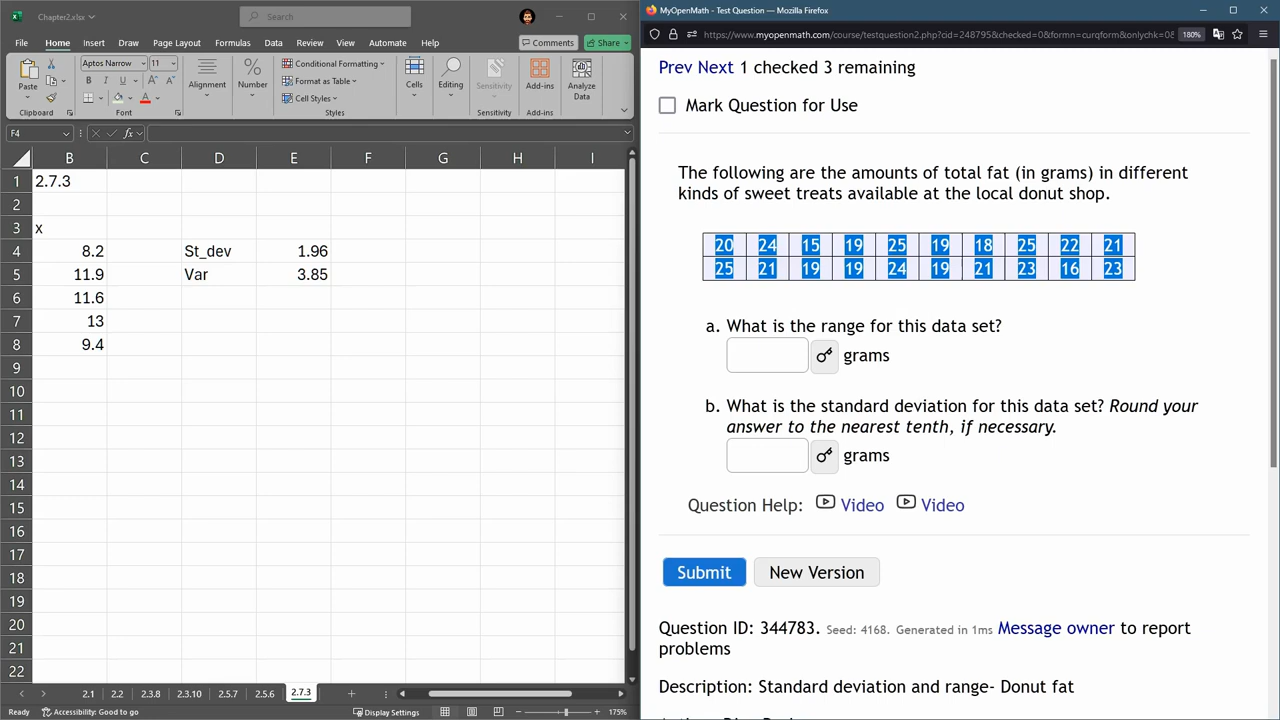 Chapter2.xlsx
Search
File Home Insert Draw Page Layout Formulas Data Review View Automate Help
Comments
Share
Paste
Clipboard
Aptos Narrow 11
B I U
Font
Alignment
Number
Conditional Formatting
Format as Table
Cell Styles
Styles
Cells
Editing
Sensitivity
Sensitivity
Add-ins
Add-ins
Analyze Data
F4
fx
B C D E F G H I
1 2.7.3
2
3 x
4 8.2 St_dev 1.96
5 11.9 Var 3.85
6 11.6
7 13
8 9.4
9
10
11
12
13
14
15
16
17
18
19
20
21
22
2.1 2.2 2.3.8 2.3.10 2.5.7 2.5.6 2.7.3
Ready Accessibility: Good to go Display Settings 175%
MyOpenMath - Test Question — Mozilla Firefox
https://www.myopenmath.com/course/testquestion2.php?cid=248795&checked=0&formn=curqform&onlychk=0& 180%
Prev Next 1 checked 3 remaining
Mark Question for Use
The following are the amounts of total fat (in grams) in different
kinds of sweet treats available at the local donut shop.
20 24 15 19 25 19 18 25 22 21
25 21 19 19 24 19 21 23 16 23
a. What is the range for this data set?
grams
b. What is the standard deviation for this data set? Round your
answer to the nearest tenth, if necessary.
grams
Question Help: Video Video
Submit New Version
Question ID: 344783. Seed: 4168. Generated in 1ms Message owner to report
problems
Description: Standard deviation and range- Donut fat